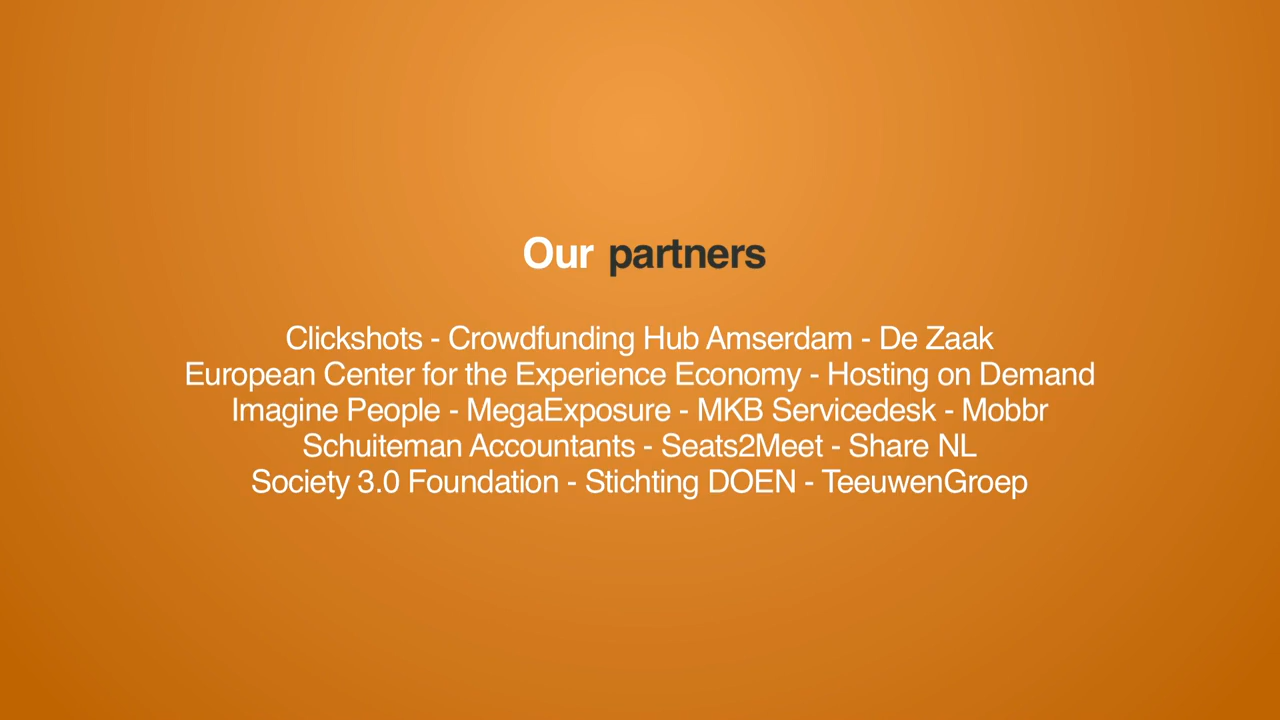 Our partners
Clickshots - Crowdfunding Hub Amserdam - De Zaak
European Center for the Experience Economy - Hosting on Demand
Imagine People - MegaExposure - MKB Servicedesk - Mobbr
Schuiteman Accountants - Seats2Meet - Share NL
Society 3.0 Foundation - Stichting DOEN - TeeuwenGroep